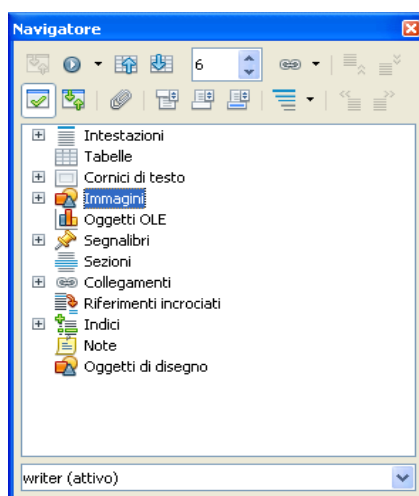 Navigatore
6
Intestazioni
Tabelle
Cornici di testo
Immagini
Oggetti OLE
Segnalibri
Sezioni
Collegamenti
Riferimenti incrociati
Indici
Note
Oggetti di disegno
writer (attivo)